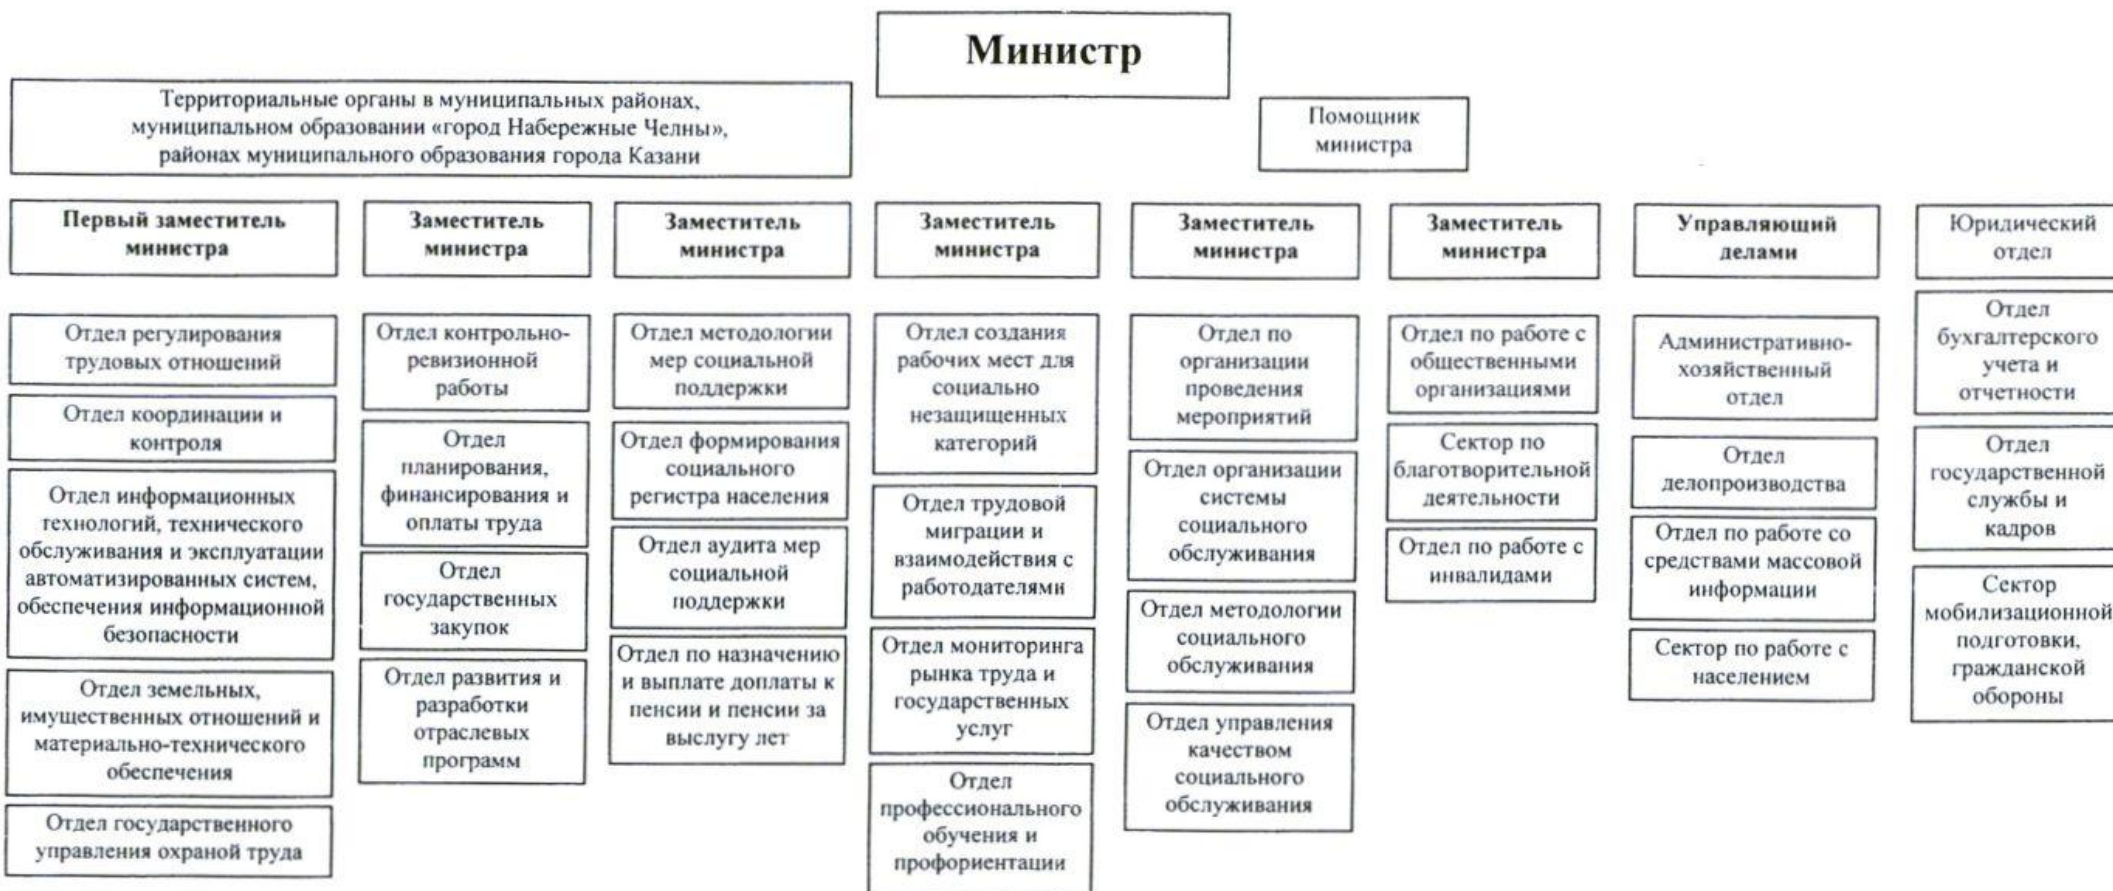 Министр
Территориальные органы в муниципальных районах,
муниципальном образовании «город Набережные Челны»,
районах муниципального образования города Казани
Помощник
министра
Первый заместитель
министра
Заместитель
министра
Заместитель
министра
Заместитель
министра
Заместитель
министра
Заместитель
министра
Управляющий
делами
Юридический
отдел
Отдел регулирования
трудовых отношений
Отдел координации и
контроля
Отдел информационных
технологий, технического
обслуживания и эксплуатации
автоматизированных систем,
обеспечения информационной
безопасности
Отдел земельных,
имущественных отношений и
материально-технического
обеспечения
Отдел государственного
управления охраной труда
Отдел контрольно-
ревизионной
работы
Отдел
планирования,
финансирования и
оплаты труда
Отдел
государственных
закупок
Отдел развития и
разработки
отраслевых
программ
Отдел методологии
мер социальной
поддержки
Отдел формирования
социального
регистра населения
Отдел аудита мер
социальной
поддержки
Отдел по назначению
и выплате доплаты к
пенсии и пенсии за
выслугу лет
Отдел создания
рабочих мест для
социально
незащищенных
категорий
Отдел трудовой
миграции и
взаимодействия с
работодателями
Отдел мониторинга
рынка труда и
государственных
услуг
Отдел
профессионального
обучения и
профориентации
Отдел по
организации
проведения
мероприятий
Отдел организации
системы
социального
обслуживания
Отдел методологии
социального
обслуживания
Отдел управления
качеством
социального
обслуживания
Отдел по работе с
общественными
организациями
Сектор по
благотворительной
деятельности
Отдел по работе с
инвалидами
Административно-
хозяйственный
отдел
Отдел
делопроизводства
Отдел по работе со
средствами массовой
информации
Сектор по работе с
населением
Отдел
бухгалтерского
учета и
отчетности
Отдел
государственной
службы и
кадров
Сектор
мобилизационной
подготовки,
гражданской
обороны